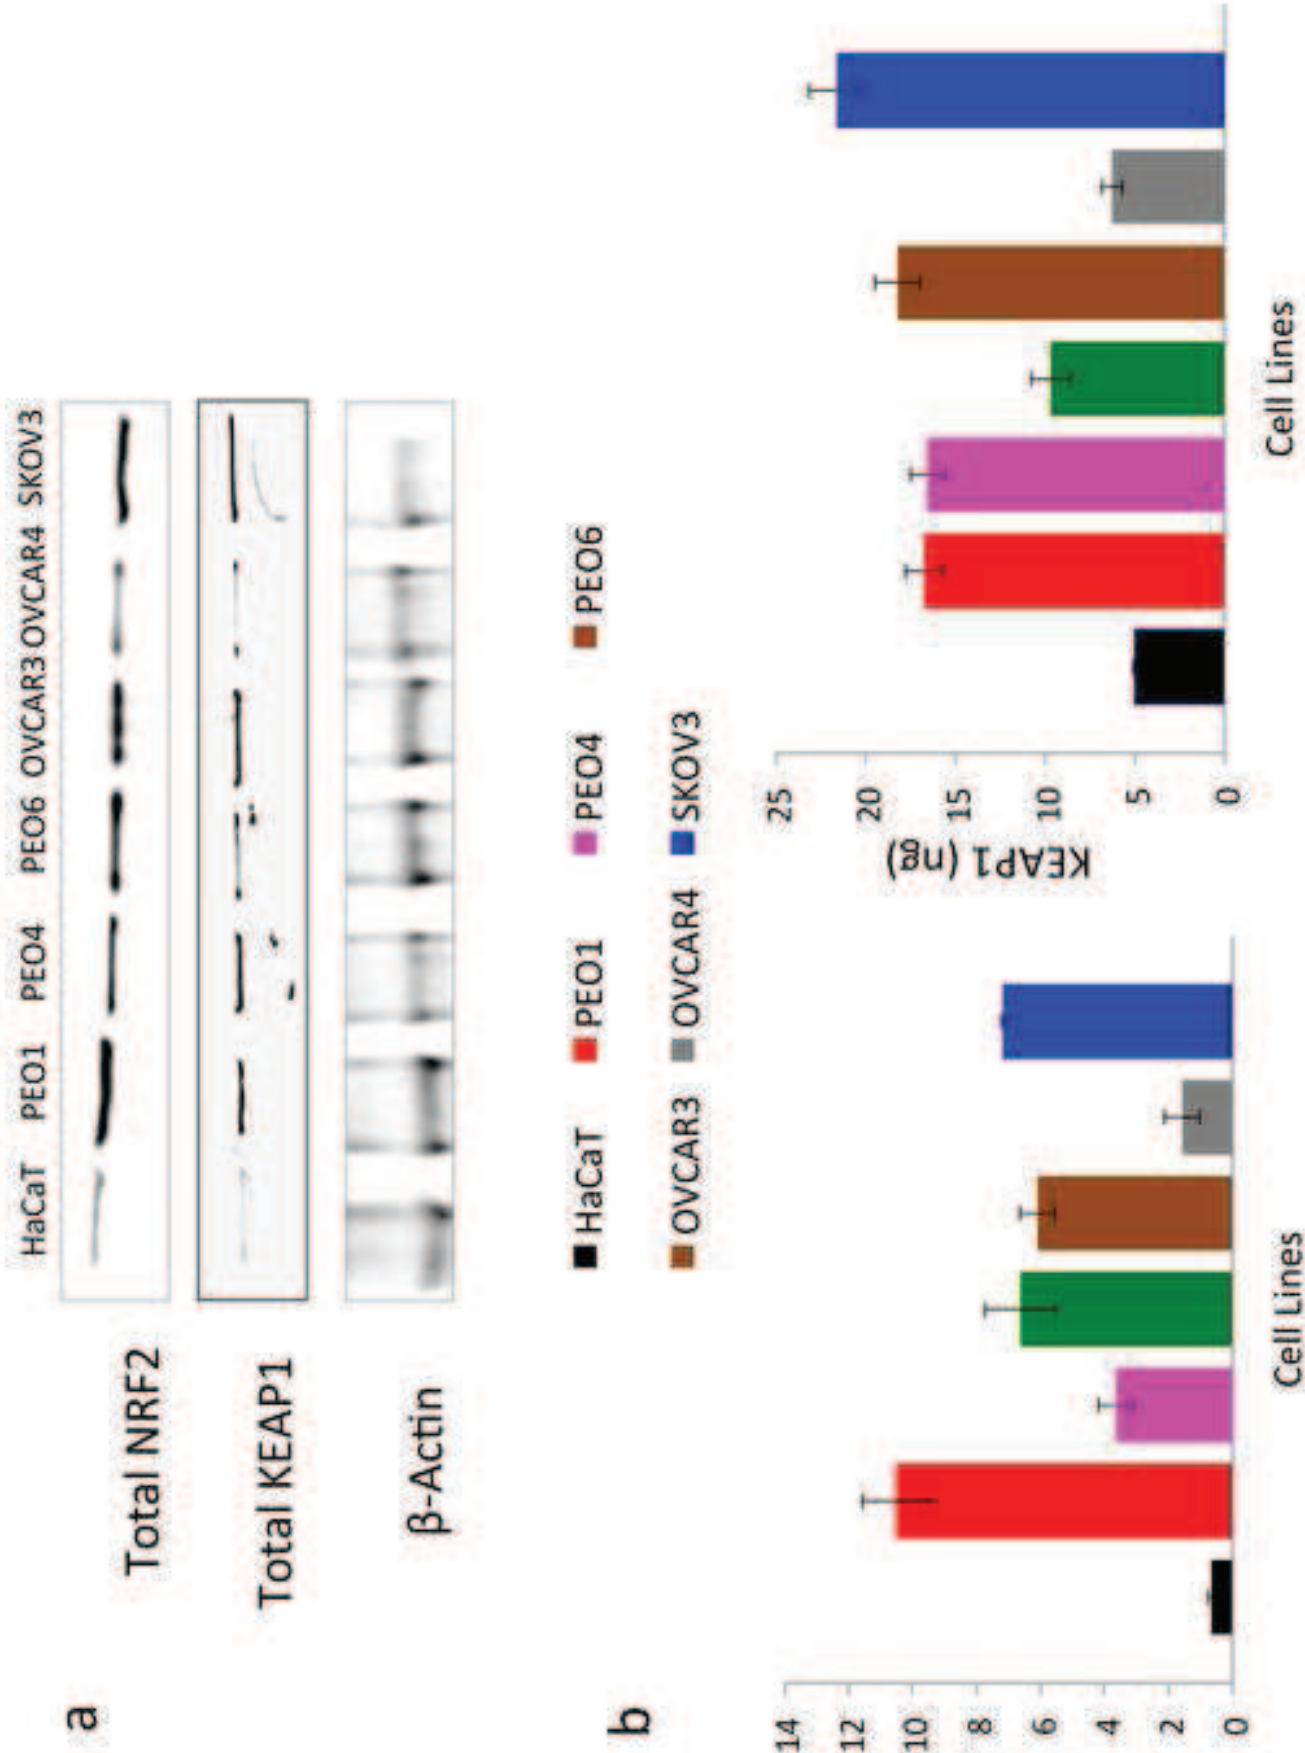 a
HaCaT PEO1 PEO4 PEO6 OVCAR3 OVCAR4 SKOV3
Total NRF2
Total KEAP1
β-Actin
b
HaCaT PEO1 PEO4 PEO6
OVCAR3 OVCAR4 SKOV3
14
12
10
8
6
4
2
0
Cell Lines
KEAP1 (ng)
25
20
15
10
5
0
Cell Lines